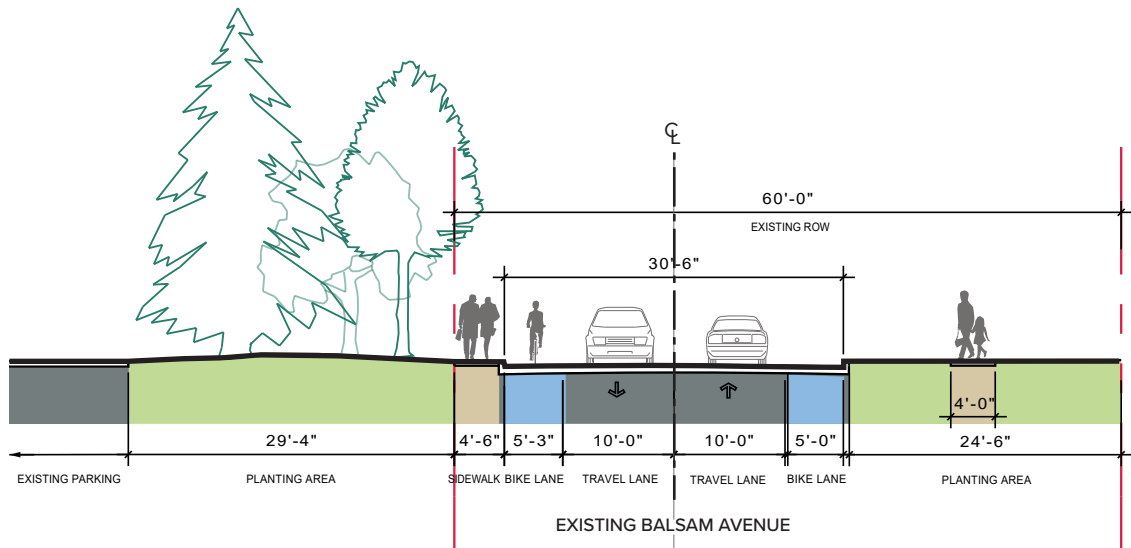 ℄
60'-0"
EXISTING ROW
30'-6"
4'-0"
29'-4" 4'-6" 5'-3" 10'-0" 10'-0" 5'-0" 24'-6"
EXISTING PARKING PLANTING AREA SIDEWALK BIKE LANE TRAVEL LANE TRAVEL LANE BIKE LANE PLANTING AREA
EXISTING BALSAM AVENUE